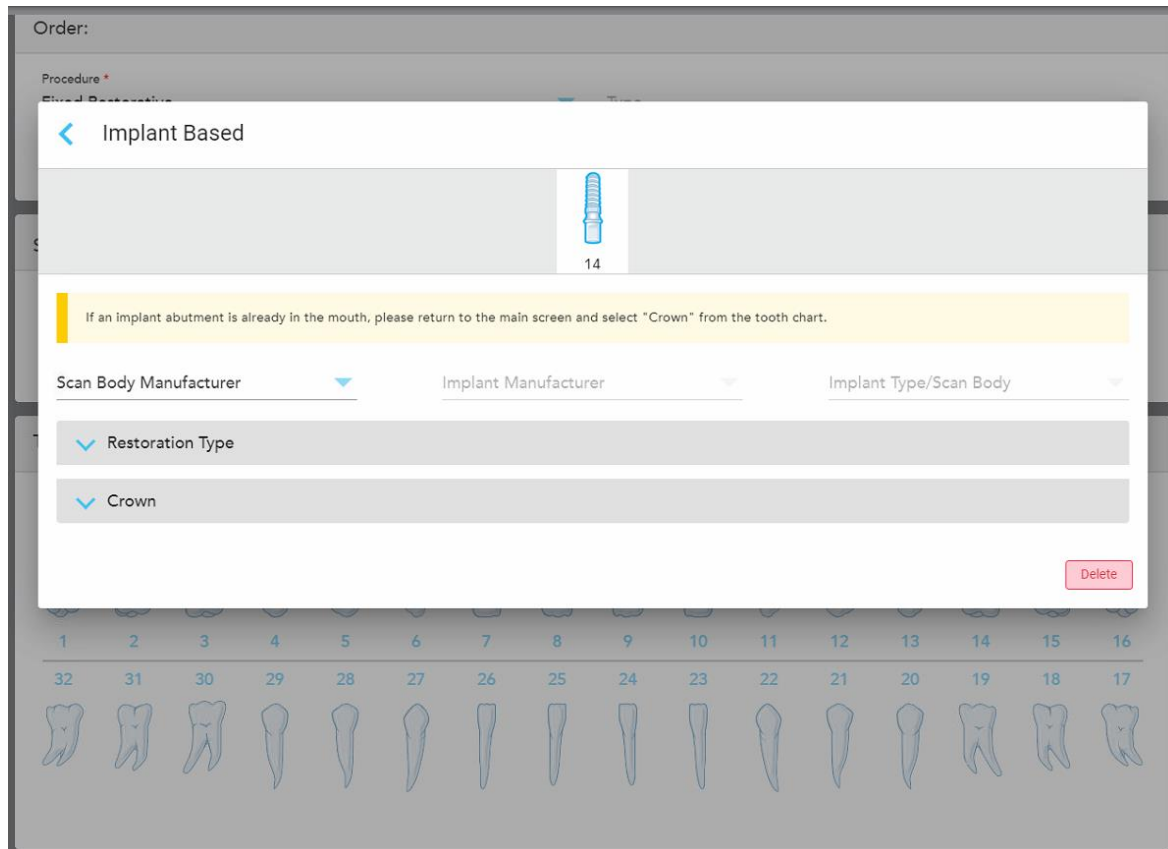 Order:
Procedure *
Fixed Restorative
Type
Implant Based
14
If an implant abutment is already in the mouth, please return to the main screen and select "Crown" from the tooth chart.
Scan Body Manufacturer Implant Manufacturer Implant Type/Scan Body
Restoration Type
Crown
Delete
1 2 3 4 5 6 7 8 9 10 11 12 13 14 15 16
32 31 30 29 28 27 26 25 24 23 22 21 20 19 18 17